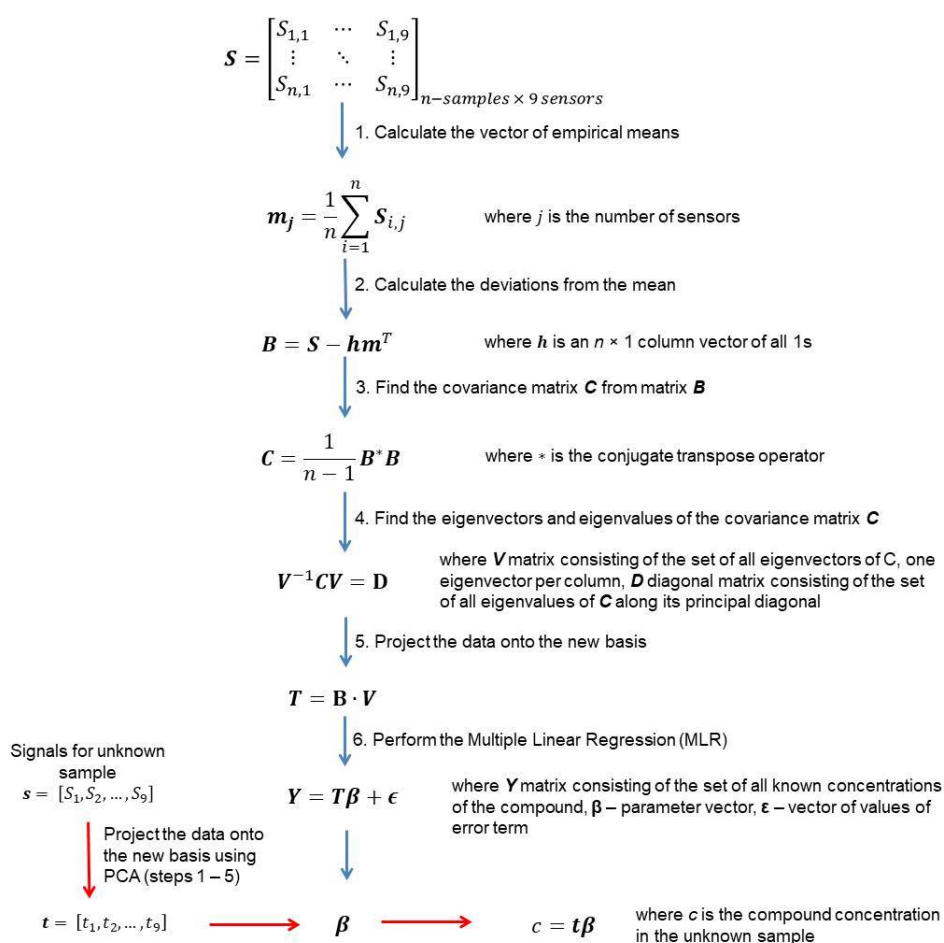 S = [S1,1 ⋯ S1,9
⋮ ⋱ ⋮
Sn,1 ⋯ Sn,9] n−samples × 9 sensors
1. Calculate the vector of empirical means
m_j = 1/n ∑_{i=1}^{n} S_{i,j} where j is the number of sensors
2. Calculate the deviations from the mean
B = S − hm^T where h is an n × 1 column vector of all 1s
3. Find the covariance matrix C from matrix B
C = 1/(n − 1) B*B where * is the conjugate transpose operator
4. Find the eigenvectors and eigenvalues of the covariance matrix C
where V matrix consisting of the set of all eigenvectors of C, one
V⁻¹CV = D eigenvector per column, D diagonal matrix consisting of the set
of all eigenvalues of C along its principal diagonal
5. Project the data onto the new basis
T = B · V
6. Perform the Multiple Linear Regression (MLR)
Signals for unknown
sample
s = [S1, S2, ..., S9]
Y = Tβ + ϵ where Y matrix consisting of the set of all known concentrations
of the compound, β – parameter vector, ε – vector of values of
error term
Project the data onto
the new basis using
PCA (steps 1 – 5)
t = [t1, t2, ..., t9] β c = tβ where c is the compound concentration
in the unknown sample